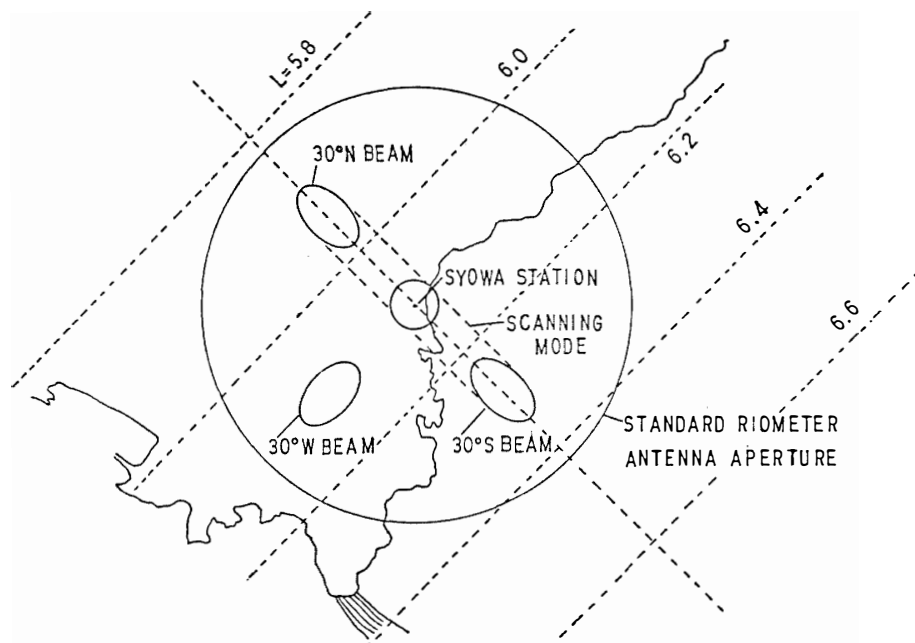 L=5.8
6.0
6.2
6.4
6.6
30°N BEAM
SYOWA STATION
SCANNING
MODE
30°W BEAM
30°S BEAM
STANDARD RIOMETER
ANTENNA APERTURE